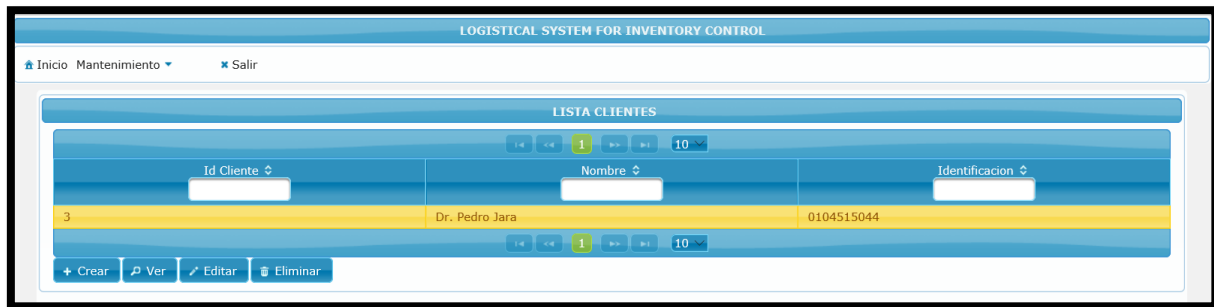 LOGISTICAL SYSTEM FOR INVENTORY CONTROL
Inicio Mantenimiento Salir
LISTA CLIENTES
1 10
Id Cliente Nombre Identificacion
3 Dr. Pedro Jara 0104515044
1 10
Crear Ver Editar Eliminar